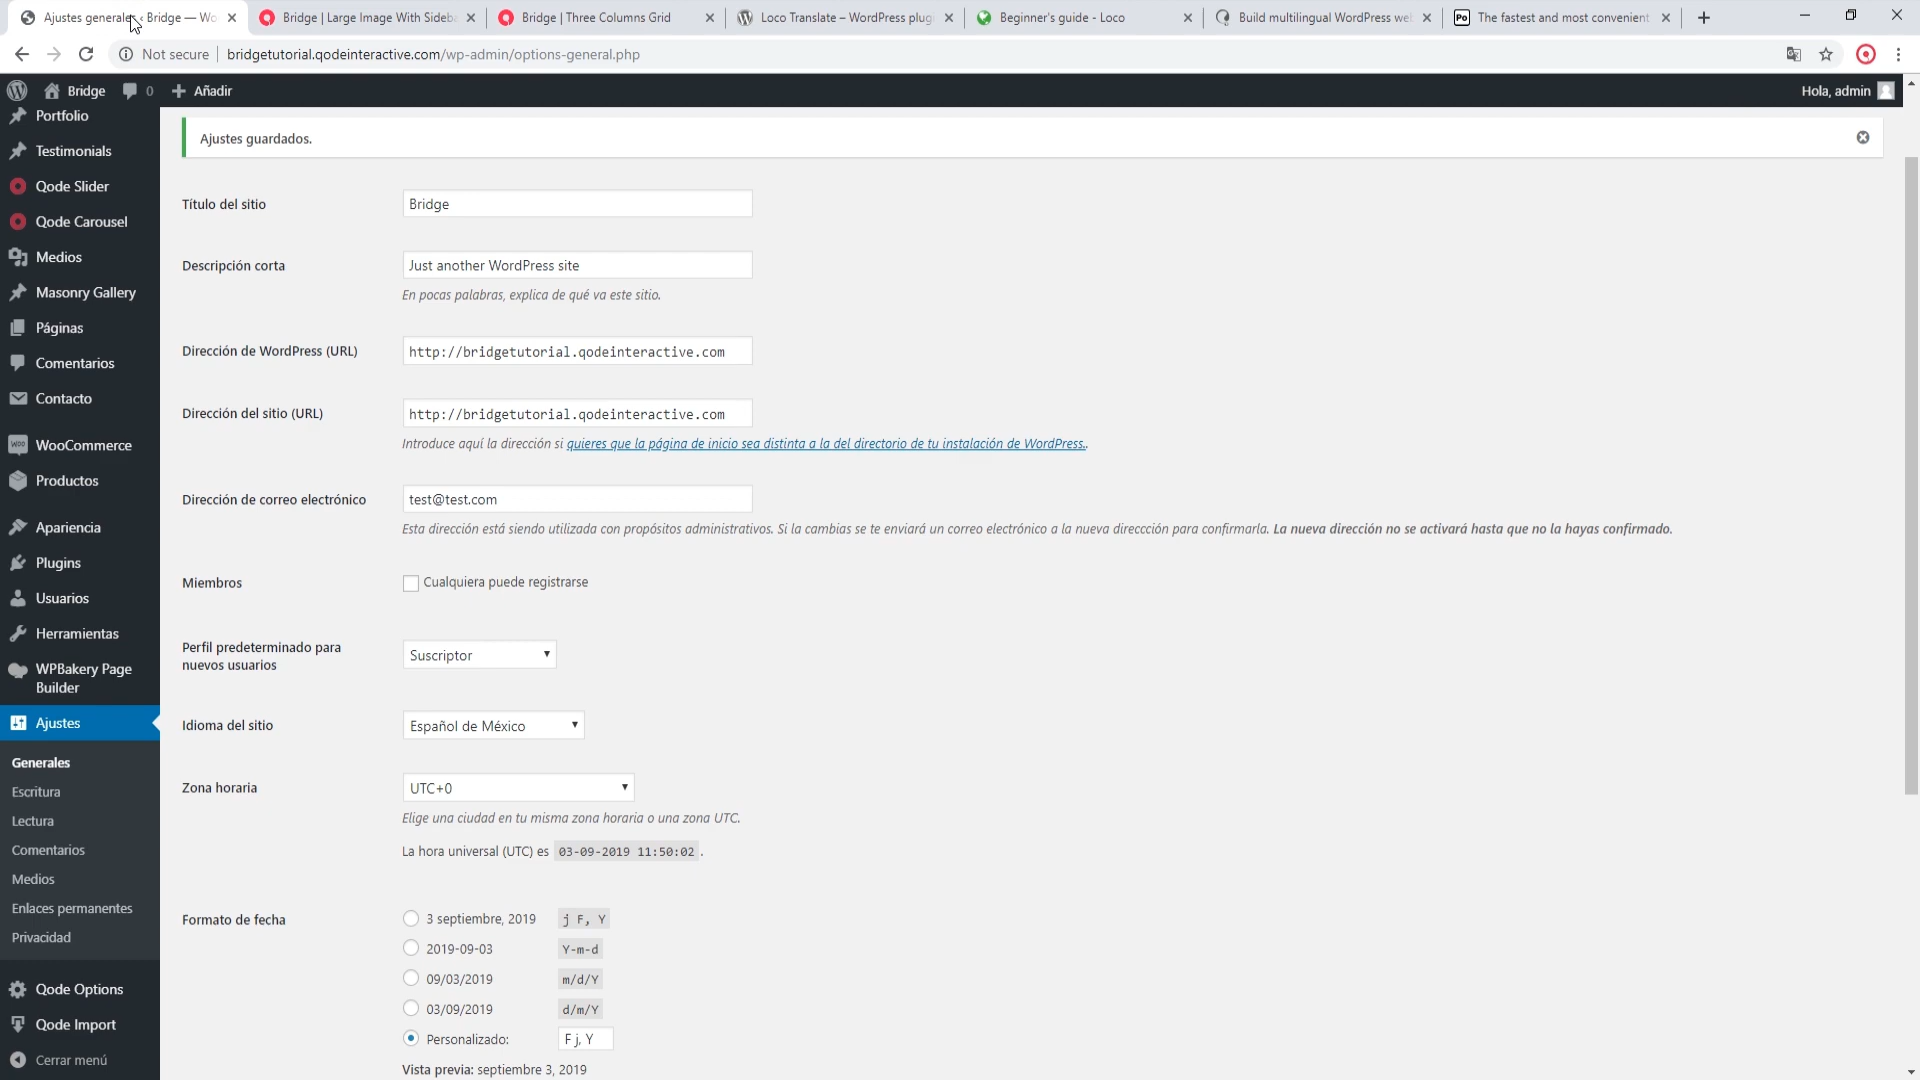 Ajustes generales ‹ Bridge — Wo
Bridge | Large Image With Sideba
Bridge | Three Columns Grid
Loco Translate – WordPress plug
Beginner's guide - Loco
Build multilingual WordPress we
Po The fastest and most convenient
Not secure bridgetutorial.qodeinteractive.com/wp-admin/options-general.php
Bridge 0 Añadir
Hola, admin
Portfolio
Testimonials
Qode Slider
Qode Carousel
Medios
Masonry Gallery
Páginas
Comentarios
Contacto
WooCommerce
Productos
Apariencia
Plugins
Usuarios
Herramientas
WPBakery Page
Builder
Ajustes
Generales
Escritura
Lectura
Comentarios
Medios
Enlaces permanentes
Privacidad
Qode Options
Qode Import
Cerrar menú
Ajustes guardados.
Título del sitio Bridge
Descripción corta Just another WordPress site
En pocas palabras, explica de qué va este sitio.
Dirección de WordPress (URL) http://bridgetutorial.qodeinteractive.com
Dirección del sitio (URL) http://bridgetutorial.qodeinteractive.com
Introduce aquí la dirección si quieres que la página de inicio sea distinta a la del directorio de tu instalación de WordPress..
Dirección de correo electrónico test@test.com
Esta dirección está siendo utilizada con propósitos administrativos. Si la cambias se te enviará un correo electrónico a la nueva direccción para confirmarla. La nueva dirección no se activará hasta que no la hayas confirmado.
Miembros Cualquiera puede registrarse
Perfil predeterminado para
nuevos usuarios
Suscriptor
Idioma del sitio Español de México
Zona horaria UTC+0
Elige una ciudad en tu misma zona horaria o una zona UTC.
La hora universal (UTC) es 03-09-2019 11:50:02 .
Formato de fecha
3 septiembre, 2019 j F, Y
2019-09-03 Y-m-d
09/03/2019 m/d/Y
03/09/2019 d/m/Y
Personalizado: F j, Y
Vista previa: septiembre 3, 2019